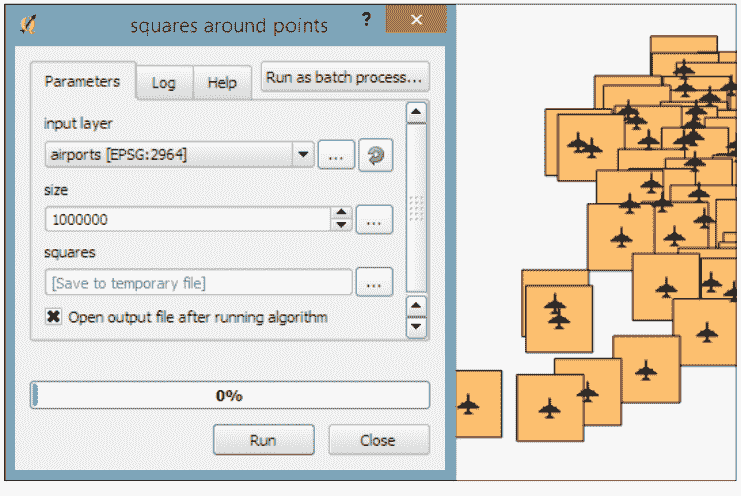 squares around points
?
Parameters
Log
Help
Run as batch process...
input layer
airports [EPSG:2964]
...
size
1000000
...
squares
[Save to temporary file]
...
Open output file after running algorithm
0%
Run
Close